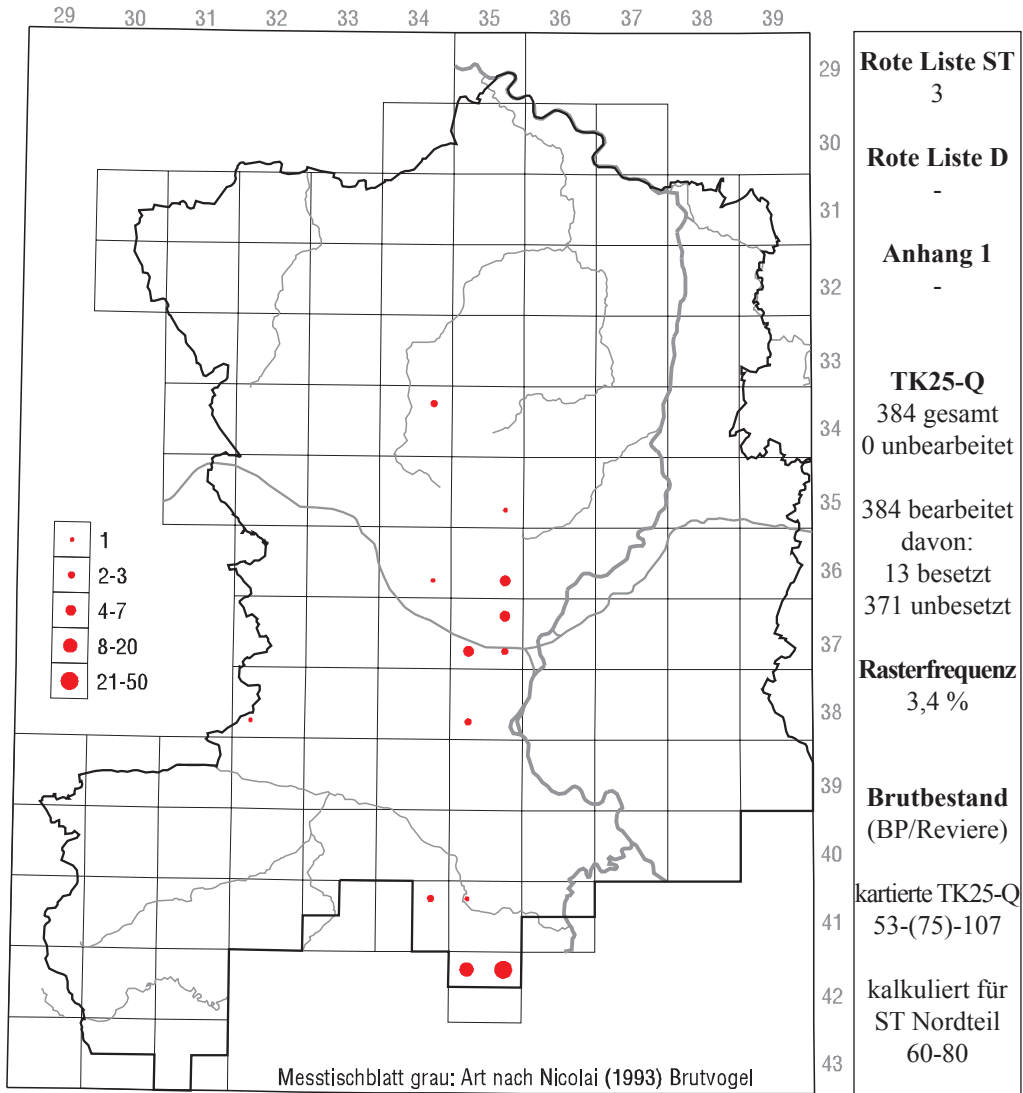 29 30 31 32 33 34 35 36 37 39
29
30
31
32
33
34
35
36
37
38
39
40
41
42
43
1
2-3
4-7
8-20
21-50
Messtischblatt grau: Art nach Nicolai (1993) Brutvogel
Rote Liste ST
3
Rote Liste D
-
Anhang 1
-
TK25-Q
384 gesamt
0 unbearbeitet
384 bearbeitet
davon:
13 besetzt
371 unbesetzt
Rasterfrequenz
3,4 %
Brutbestand
(BP/Reviere)
kartierte TK25-Q
53-(75)-107
kalkuliert für
ST Nordteil
60-80